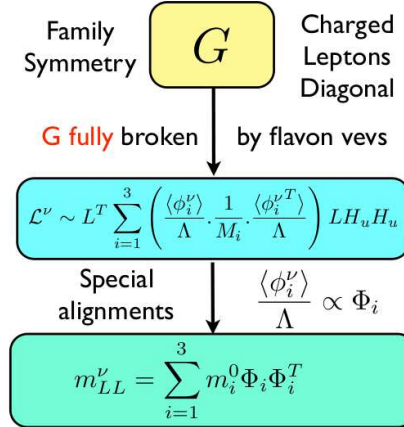 Family Symmetry
G
Charged Leptons Diagonal
G fully broken by flavon vevs
$\mathcal{L}^{\nu} \sim L^T \sum_{i=1}^{3} \left( \frac{\langle \phi_i^{\nu} \rangle}{\Lambda} . \frac{1}{M_i} . \frac{\langle \phi_i^{\nu T} \rangle}{\Lambda} \right) L H_u H_u$
Special alignments
$\frac{\langle \phi_i^{\nu} \rangle}{\Lambda} \propto \Phi_i$
$m_{LL}^{\nu} = \sum_{i=1}^{3} m_i^0 \Phi_i \Phi_i^T$